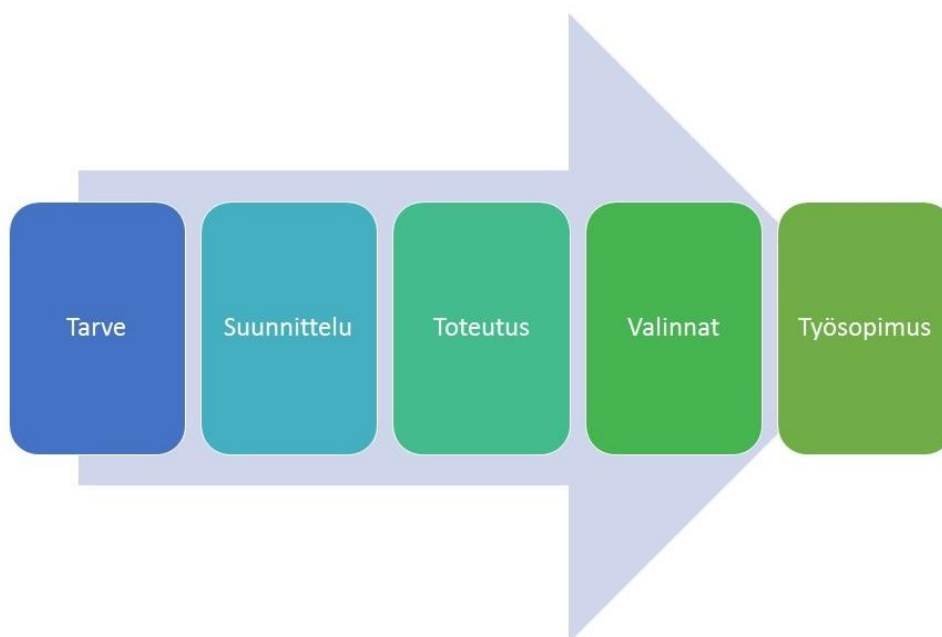 Tarve
Suunnittelu
Toteutus
Valinnat
Työsopimus